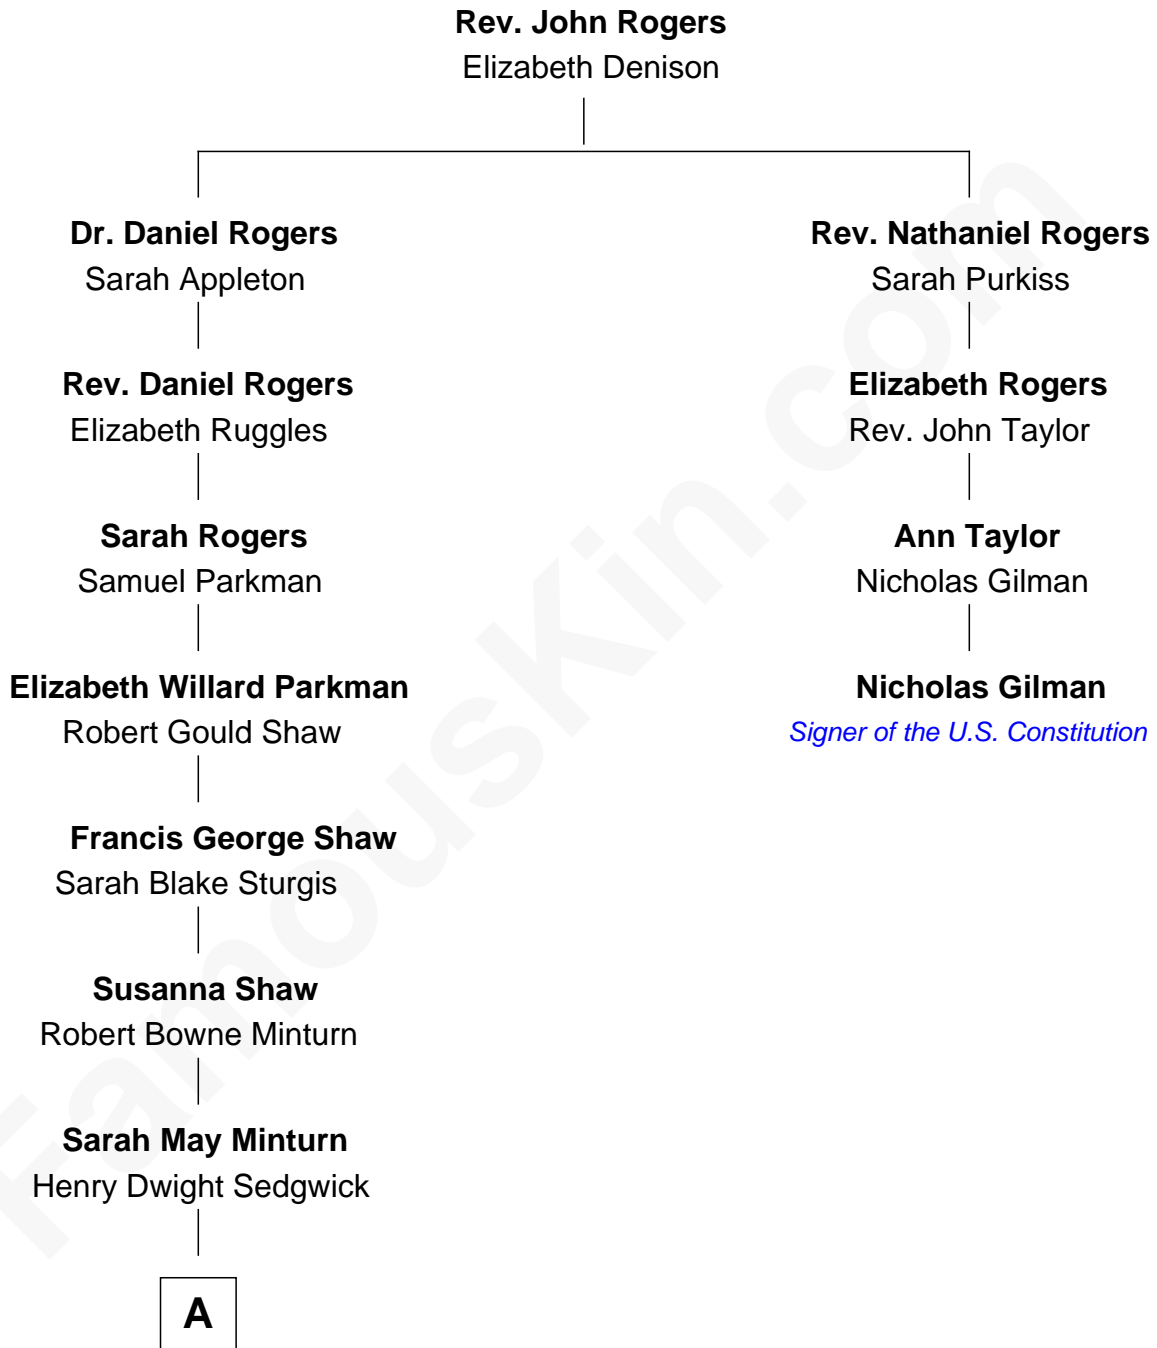 Rev. John Rogers
Elizabeth Denison
Dr. Daniel Rogers
Sarah Appleton
Rev. Nathaniel Rogers
Sarah Purkiss
Rev. Daniel Rogers
Elizabeth Ruggles
Elizabeth Rogers
Rev. John Taylor
Sarah Rogers
Samuel Parkman
Ann Taylor
Nicholas Gilman
Elizabeth Willard Parkman
Robert Gould Shaw
Nicholas Gilman
Signer of the U.S. Constitution
Francis George Shaw
Sarah Blake Sturgis
Susanna Shaw
Robert Bowne Minturn
Sarah May Minturn
Henry Dwight Sedgwick
A
FamousKin.com